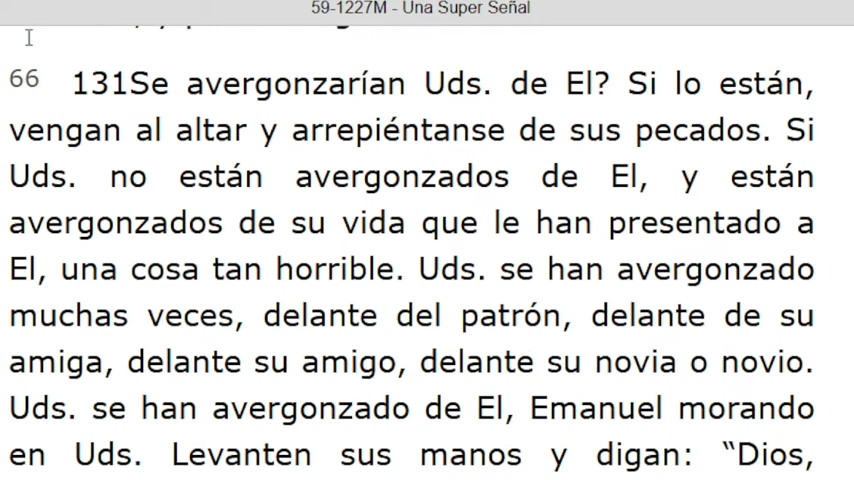 59-1227M - Una Super Señal
66 131Se avergonzarían Uds. de El? Si lo están,
vengan al altar y arrepiéntanse de sus pecados. Si
Uds. no están avergonzados de El, y están
avergonzados de su vida que le han presentado a
El, una cosa tan horrible. Uds. se han avergonzado
muchas veces, delante del patrón, delante de su
amiga, delante su amigo, delante su novia o novio.
Uds. se han avergonzado de El, Emanuel morando
en Uds. Levanten sus manos y digan: “Dios,